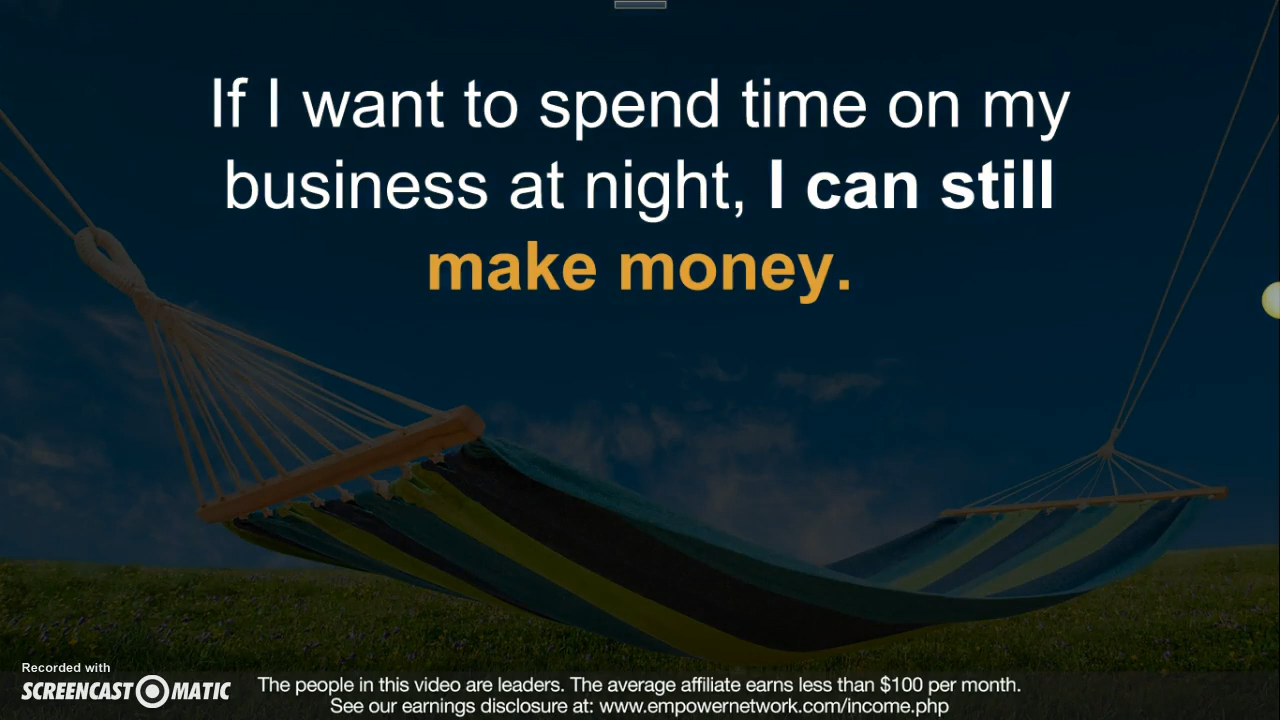 If I want to spend time on my
business at night, I can still
make money.
Recorded with
SCREENCAST O MATIC
The people in this video are leaders. The average affiliate earns less than $100 per month.
See our earnings disclosure at: www.empowernetwork.com/income.php